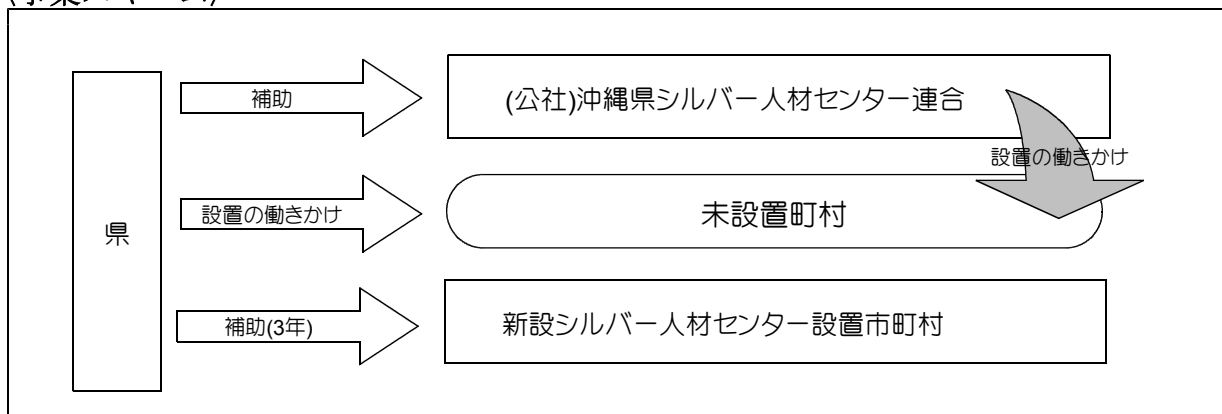 補助
(公社)沖縄県シルバー人材センター連合
設置の働きかけ
県
設置の働きかけ
未設置町村
補助(3年)
新設シルバー人材センター設置市町村